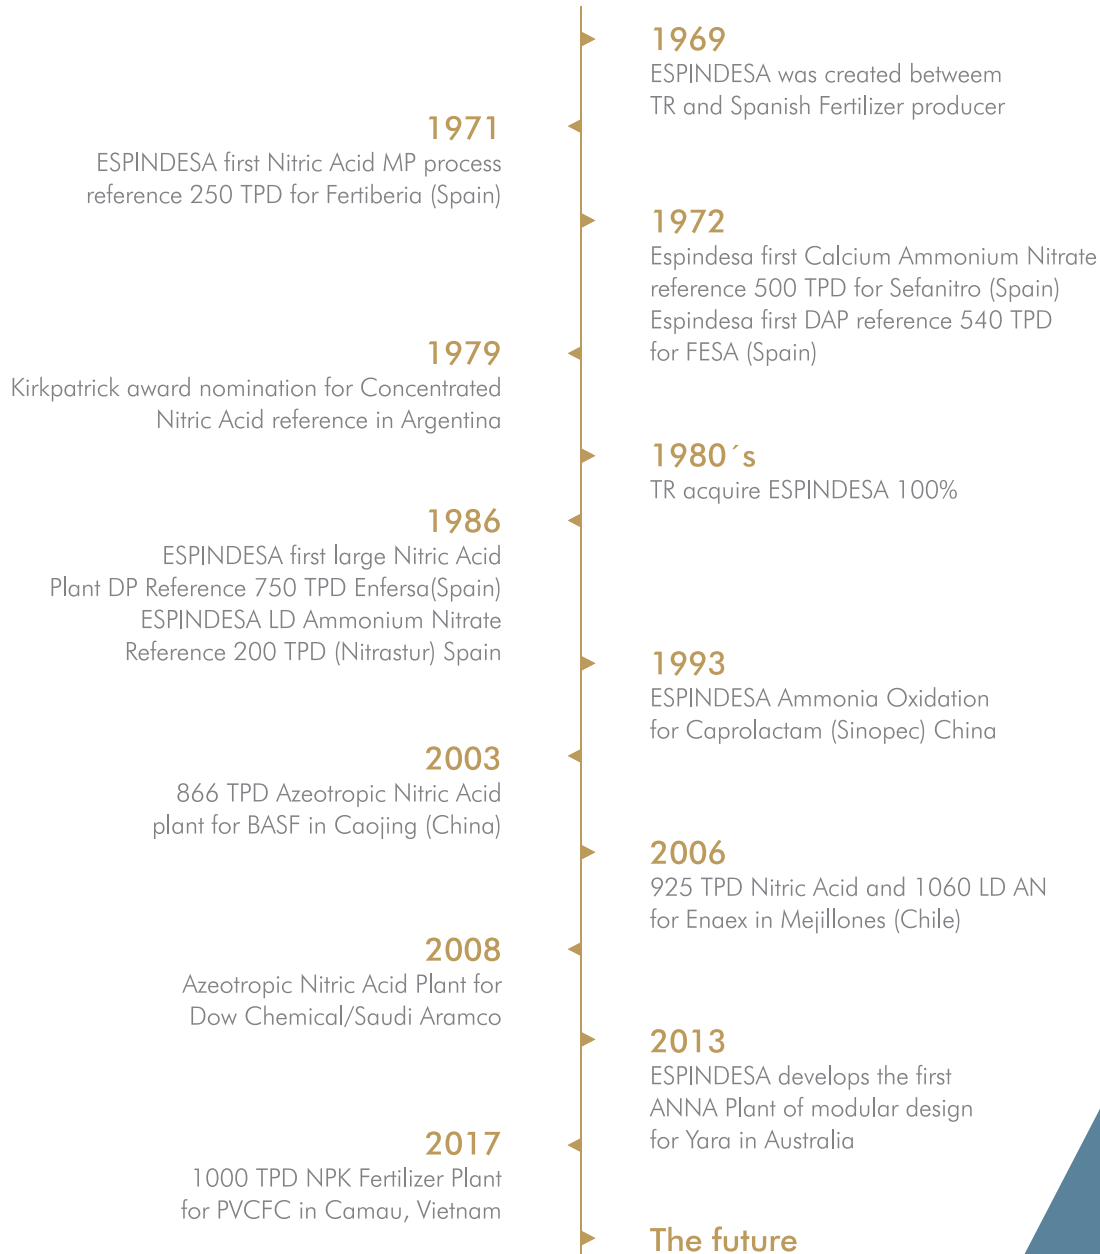 1969
ESPINDESA was created betweem
TR and Spanish Fertilizer producer
1971
ESPINDESA first Nitric Acid MP process
reference 250 TPD for Fertiberia (Spain)
1972
Espindesa first Calcium Ammonium Nitrate
reference 500 TPD for Sefanitro (Spain)
Espindesa first DAP reference 540 TPD
for FESA (Spain)
1979
Kirkpatrick award nomination for Concentrated
Nitric Acid reference in Argentina
1980´s
TR acquire ESPINDESA 100%
1986
ESPINDESA first large Nitric Acid
Plant DP Reference 750 TPD Enfersa(Spain)
ESPINDESA LD Ammonium Nitrate
Reference 200 TPD (Nitrastur) Spain
1993
ESPINDESA Ammonia Oxidation
for Caprolactam (Sinopec) China
2003
866 TPD Azeotropic Nitric Acid
plant for BASF in Caojing (China)
2006
925 TPD Nitric Acid and 1060 LD AN
for Enaex in Mejillones (Chile)
2008
Azeotropic Nitric Acid Plant for
Dow Chemical/Saudi Aramco
2013
ESPINDESA develops the first
ANNA Plant of modular design
for Yara in Australia
2017
1000 TPD NPK Fertilizer Plant
for PVCFC in Camau, Vietnam
The future